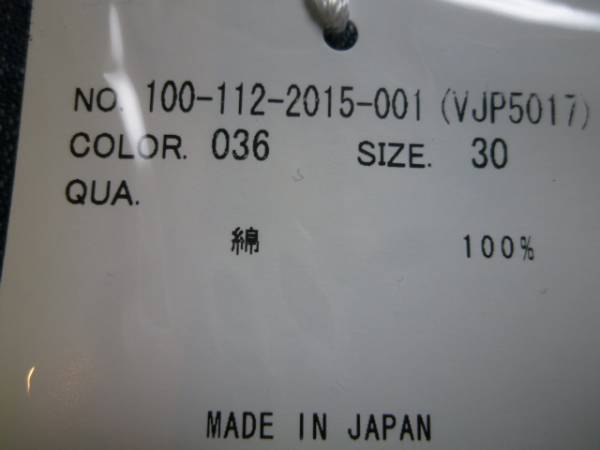 NO. 100-112-2015-001 (VJP5017)
COLOR. 036 SIZE. 30
QUA.
綿 100%
MADE IN JAPAN